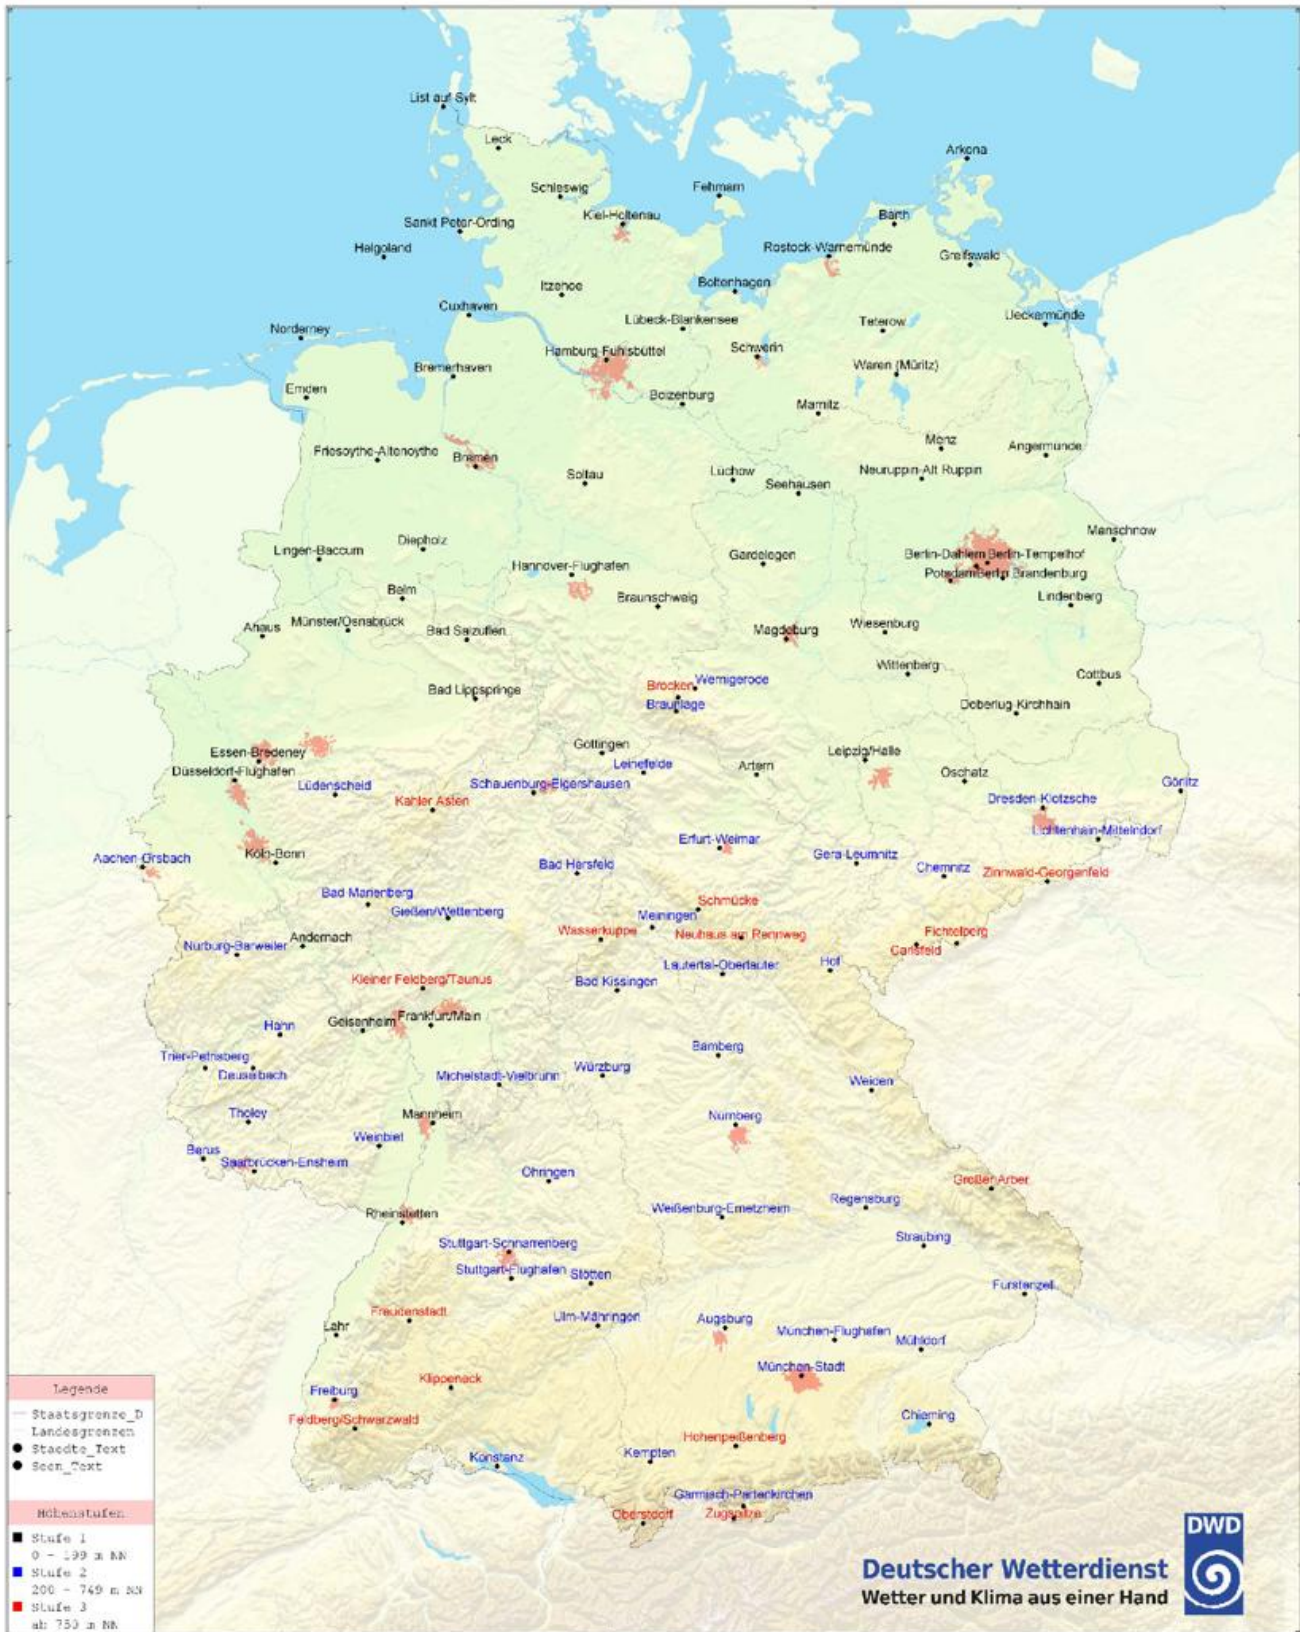 List auf Sylt
Leck
Arkona
Schleswig
Fehmarn
Kiel-Holtenau
Barth
Sankt Peter-Ording
Helgoland
Rostock-Warnemünde
Greifswald
Itzehoe
Boltenhagen
Cuxhaven
Lübeck-Blankensee
Teterow
Ueckermünde
Norderney
Hamburg-Fuhlsbüttel
Schwerin
Bremerhaven
Waren (Müritz)
Emden
Boizenburg
Marnitz
Menz
Angermünde
Friesoythe-Altenoythe
Bremen
Soltau
Lüchow
Neuruppin-Alt Ruppin
Seehausen
Manschnow
Diepholz
Lingen-Baccum
Gardelegen
Berlin-Dahlem Berlin-Tempelhof
Hannover-Flughafen
Potsdam Berlin Brandenburg
Belm
Braunschweig
Lindenberg
Ahaus
Münster/Osnabrück
Bad Salzuflen
Magdeburg
Wiesenburg
Wittenberg
Cottbus
Brocken
Wernigerode
Bad Lippspringe
Braunlage
Doberlug-Kirchhain
Essen-Bredeney
Göttingen
Leipzig/Halle
Düsseldorf-Flughafen
Leinefelde
Artern
Oschatz
Lüdenscheid
Schauenburg-Elgershausen
Görlitz
Kahler Asten
Dresden-Klotzsche
Lichtenhain-Mittelndorf
Erfurt-Weimar
Aachen-Orsbach
Köln-Bonn
Bad Hersfeld
Gera-Leumnitz
Chemnitz
Zinnwald-Georgenfeld
Bad Marienberg
Gießen/Wettenberg
Schmücke
Meiningen
Andernach
Wasserkuppe
Neuhaus am Rennweg
Fichtelberg
Carlsfeld
Nürburg-Barweiler
Lautertal-Oberlauter
Hof
Kleiner Feldberg/Taunus
Bad Kissingen
Hahn
Geisenheim
Frankfurt/Main
Trier-Petrisberg
Deuselbach
Bamberg
Michelstadt-Vielbrunn
Würzburg
Weiden
Tholey
Mannheim
Nürnberg
Weinbiet
Berus
Saarbrücken-Ensheim
Öhringen
Großer Arber
Rheinstetten
Weißenburg-Emetzheim
Regensburg
Stuttgart-Schnarrenberg
Straubing
Stuttgart-Flughafen
Stötten
Fürstenzell
Freudenstadt
Lahr
Ulm-Mähringen
Augsburg
München-Flughafen
Mühldorf
München-Stadt
Freiburg
Klippeneck
Feldberg/Schwarzwald
Chieming
Hohenpeißenberg
Konstanz
Kempten
Garmisch-Partenkirchen
Oberstdorf
Zugspitze
Legende
Staatsgrenze_D
Landesgrenzen
Staedte_Text
Seen_Text
Höhenstufen
Stufe 1
0 - 199 m NN
Stufe 2
200 - 749 m NN
Stufe 3
ab 750 m NN
DWD
Deutscher Wetterdienst
Wetter und Klima aus einer Hand